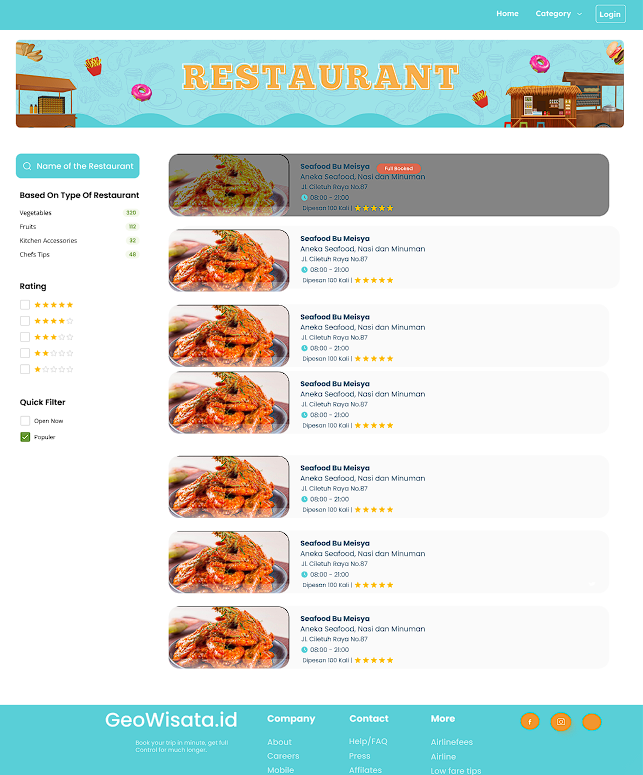 Home
Category
Login
RESTAURANT
Name of the Restaurant
Based On Type Of Restaurant
Vegetables 320
Fruits 112
Kitchen Accessories 32
Chefs Tips 48
Rating
Quick Filter
Open Now
Populer
Seafood Bu Meisya Full Booked
Aneka Seafood, Nasi dan Minuman
Jl. Ciletuh Raya No.87
08:00 - 21:00
Dipesan 100 Kali |
Seafood Bu Meisya
Aneka Seafood, Nasi dan Minuman
Jl. Ciletuh Raya No.87
08:00 - 21:00
Dipesan 100 Kali |
Seafood Bu Meisya
Aneka Seafood, Nasi dan Minuman
Jl. Ciletuh Raya No.87
08:00 - 21:00
Dipesan 100 Kali |
Seafood Bu Meisya
Aneka Seafood, Nasi dan Minuman
Jl. Ciletuh Raya No.87
08:00 - 21:00
Dipesan 100 Kali |
Seafood Bu Meisya
Aneka Seafood, Nasi dan Minuman
Jl. Ciletuh Raya No.87
08:00 - 21:00
Dipesan 100 Kali |
Seafood Bu Meisya
Aneka Seafood, Nasi dan Minuman
Jl. Ciletuh Raya No.87
08:00 - 21:00
Dipesan 100 Kali |
Seafood Bu Meisya
Aneka Seafood, Nasi dan Minuman
Jl. Ciletuh Raya No.87
08:00 - 21:00
Dipesan 100 Kali |
GeoWisata.id
Book your trip in minute, get full
Control for much longer.
Company
About
Careers
Mobile
Contact
Help/FAQ
Press
Affilates
More
Airlinefees
Airline
Low fare tips